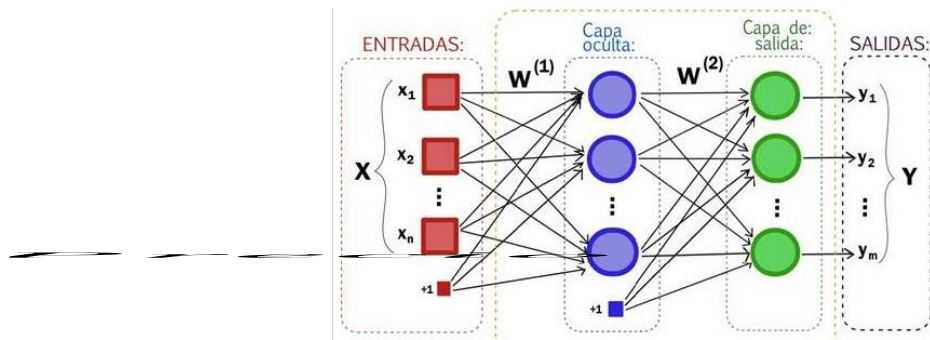 ENTRADAS:
Capa
oculta:
Capa de:
salida:
SALIDAS:
W(1)
W(2)
x1
x2
xn
X
+1
+1
y1
y2
ym
Y